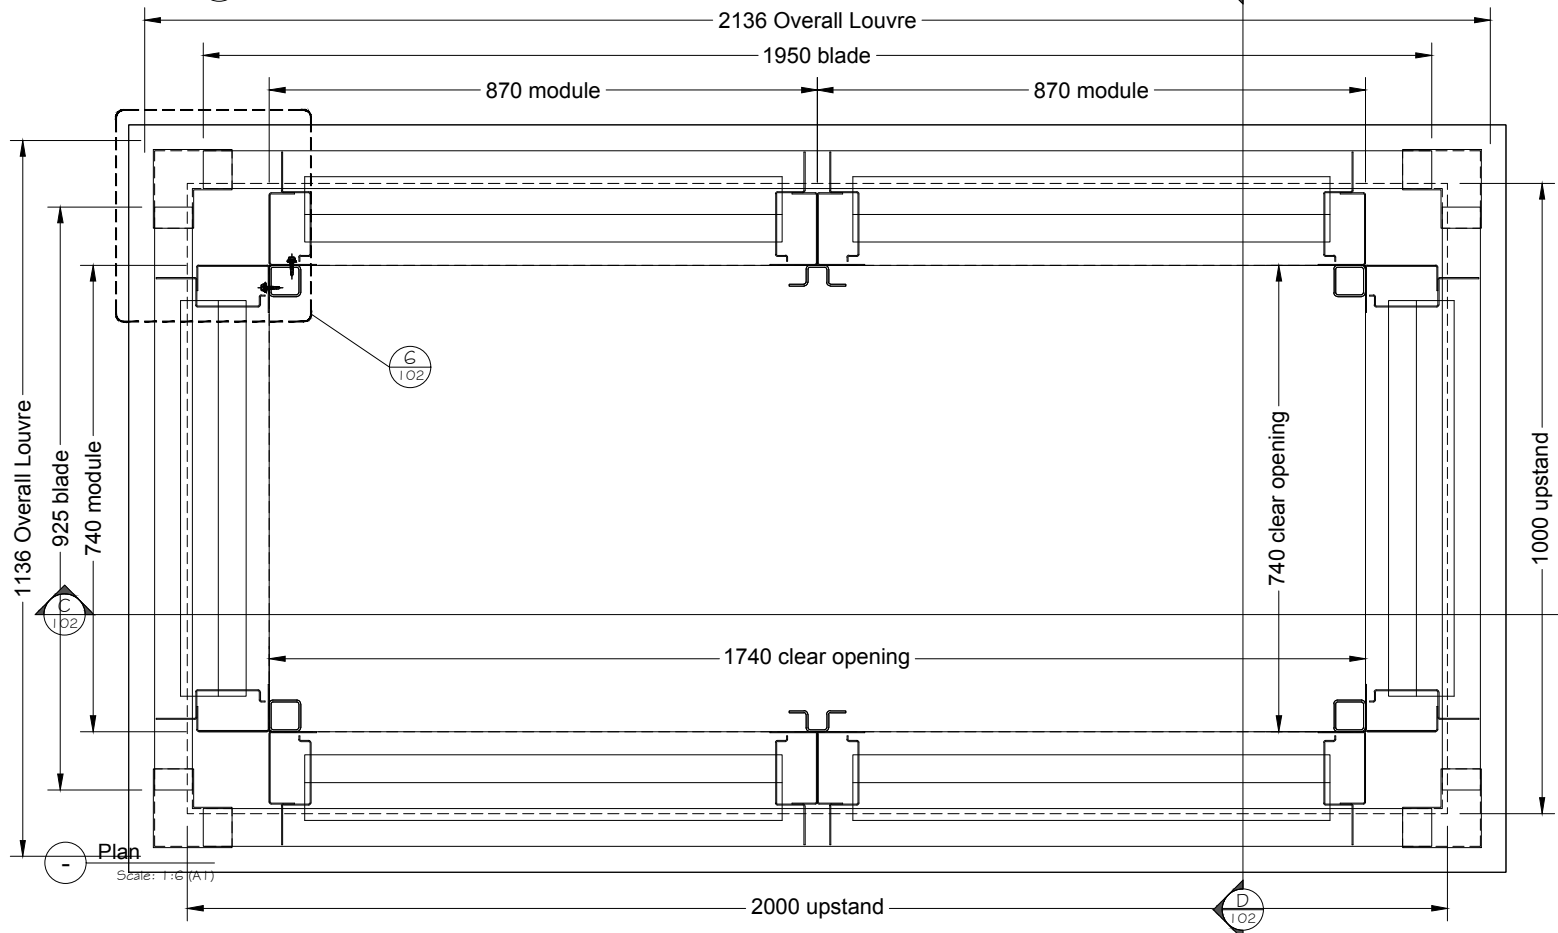 2136 Overall Louvre
1950 blade
870 module
870 module
6
102
1136 Overall Louvre
925 blade
740 module
740 clear opening
1000 upstand
C
102
1740 clear opening
-
Plan
Scale: 1:6 (A1)
2000 upstand
D
102